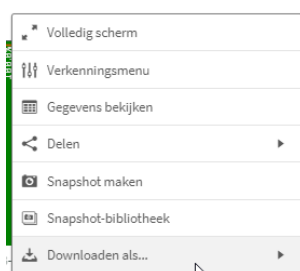 Volledig scherm
Verkenningsmenu
Gegevens bekijken
Delen
Snapshot maken
Snapshot-bibliotheek
Downloaden als...